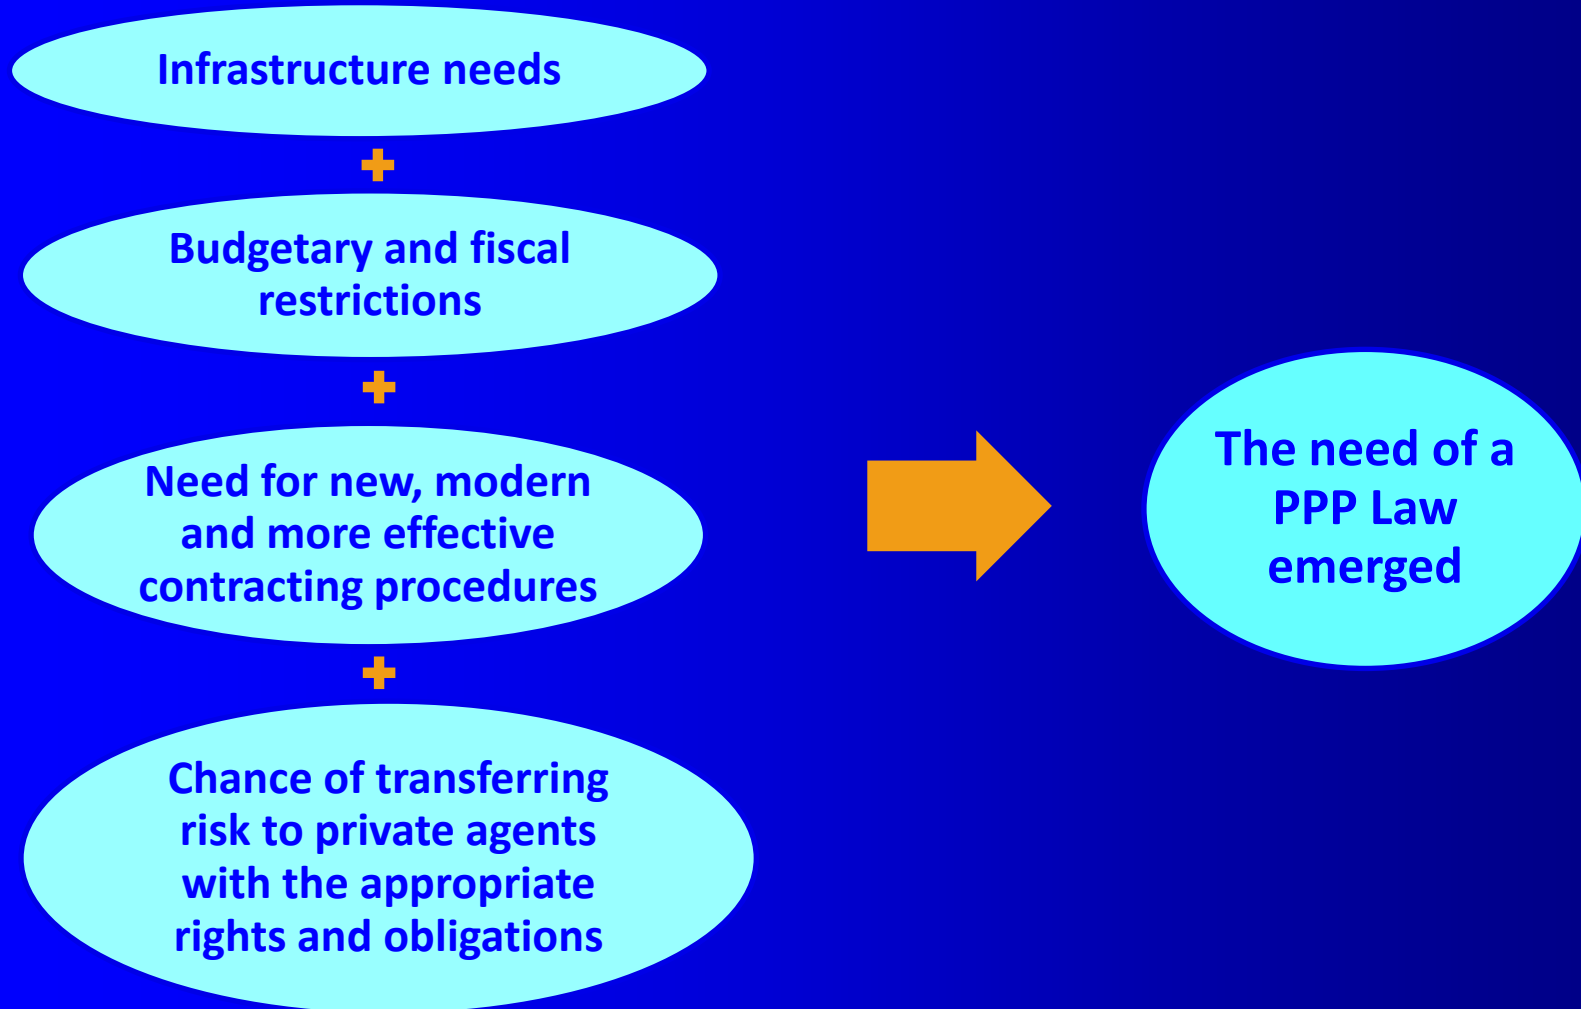 Infrastructure needs
Budgetary and fiscal
restrictions
Need for new, modern
and more effective
contracting procedures
Chance of transferring
risk to private agents
with the appropriate
rights and obligations
The need of a
PPP Law
emerged